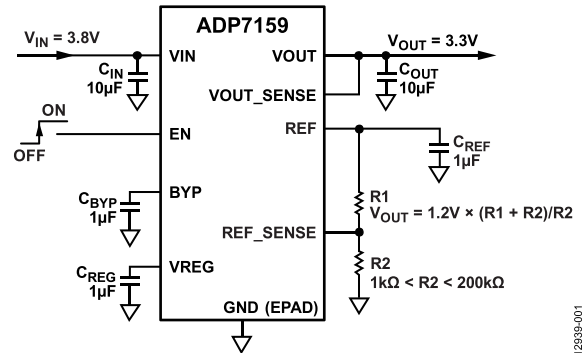 ADP7159
VIN = 3.8V
VIN
CIN
10µF
ON
OFF
EN
CBYP
1µF
BYP
CREG
1µF
VREG
GND (EPAD)
VOUT
VOUT = 3.3V
VOUT_SENSE
COUT
10µF
REF
CREF
1µF
R1
VOUT = 1.2V × (R1 + R2)/R2
REF_SENSE
R2
1kΩ < R2 < 200kΩ
12939-001